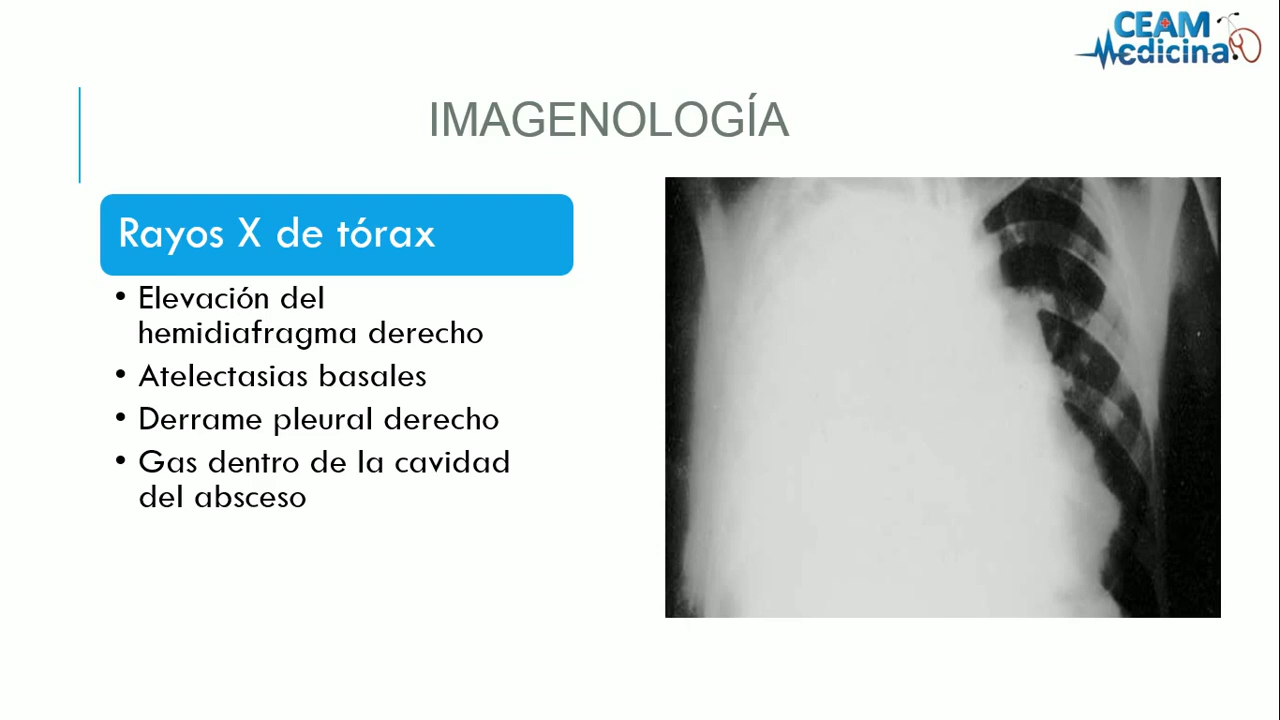 CEAM
Medicina
IMAGENOLOGÍA
Rayos X de tórax
• Elevación del
hemidiafragma derecho
• Atelectasias basales
• Derrame pleural derecho
• Gas dentro de la cavidad
del absceso